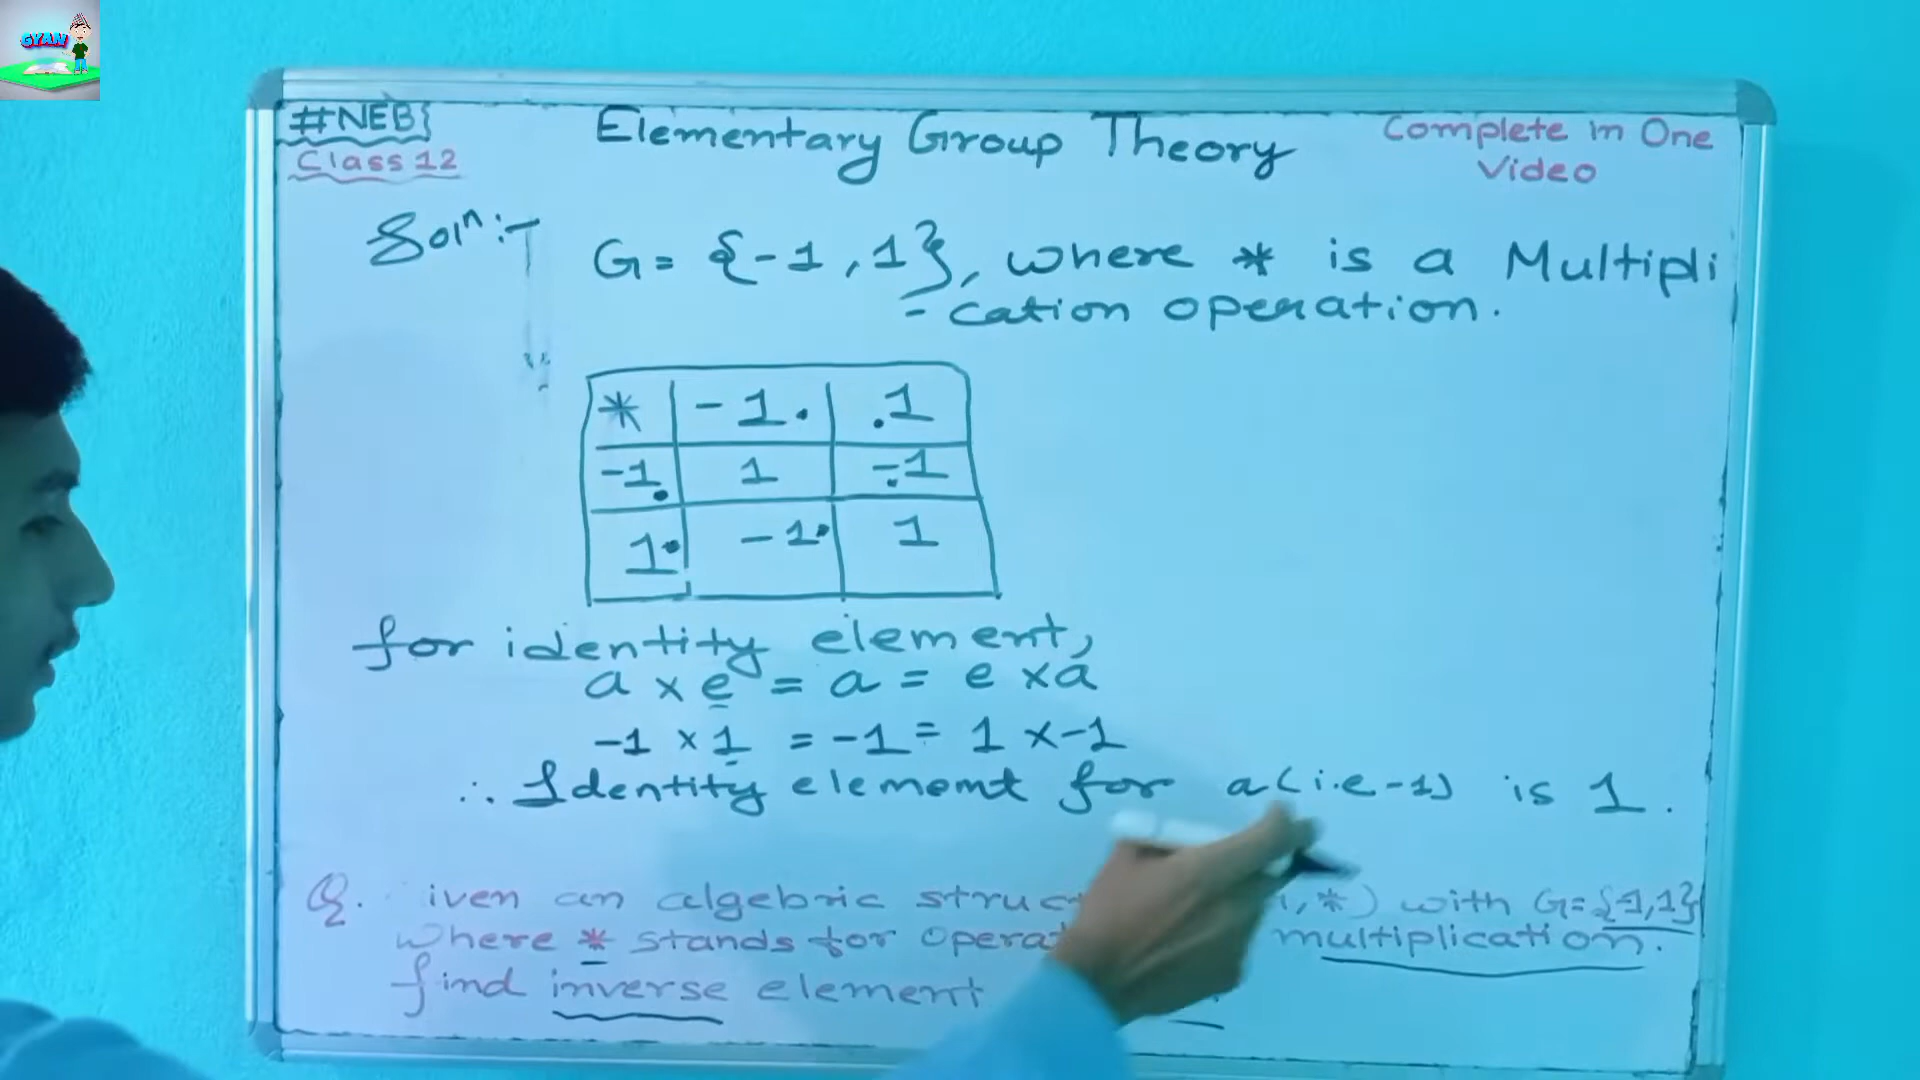 GYAN
#NEB}
Class 12
Elementary Group Theory
Complete in One
Video
Solⁿ:-
G = {-1, 1}, where * is a Multipli
- cation operation.
* -1 1
-1 1 -1
1 -1 1
for identity element,
a x e = a = e x a
-1 x 1 = -1 = 1 x -1
∴ Identity elememt for a (i.e -1) is 1.
Q. iven an algebric , *) with G = {-1, 1}
where * stands for multiplication.
find inverse element